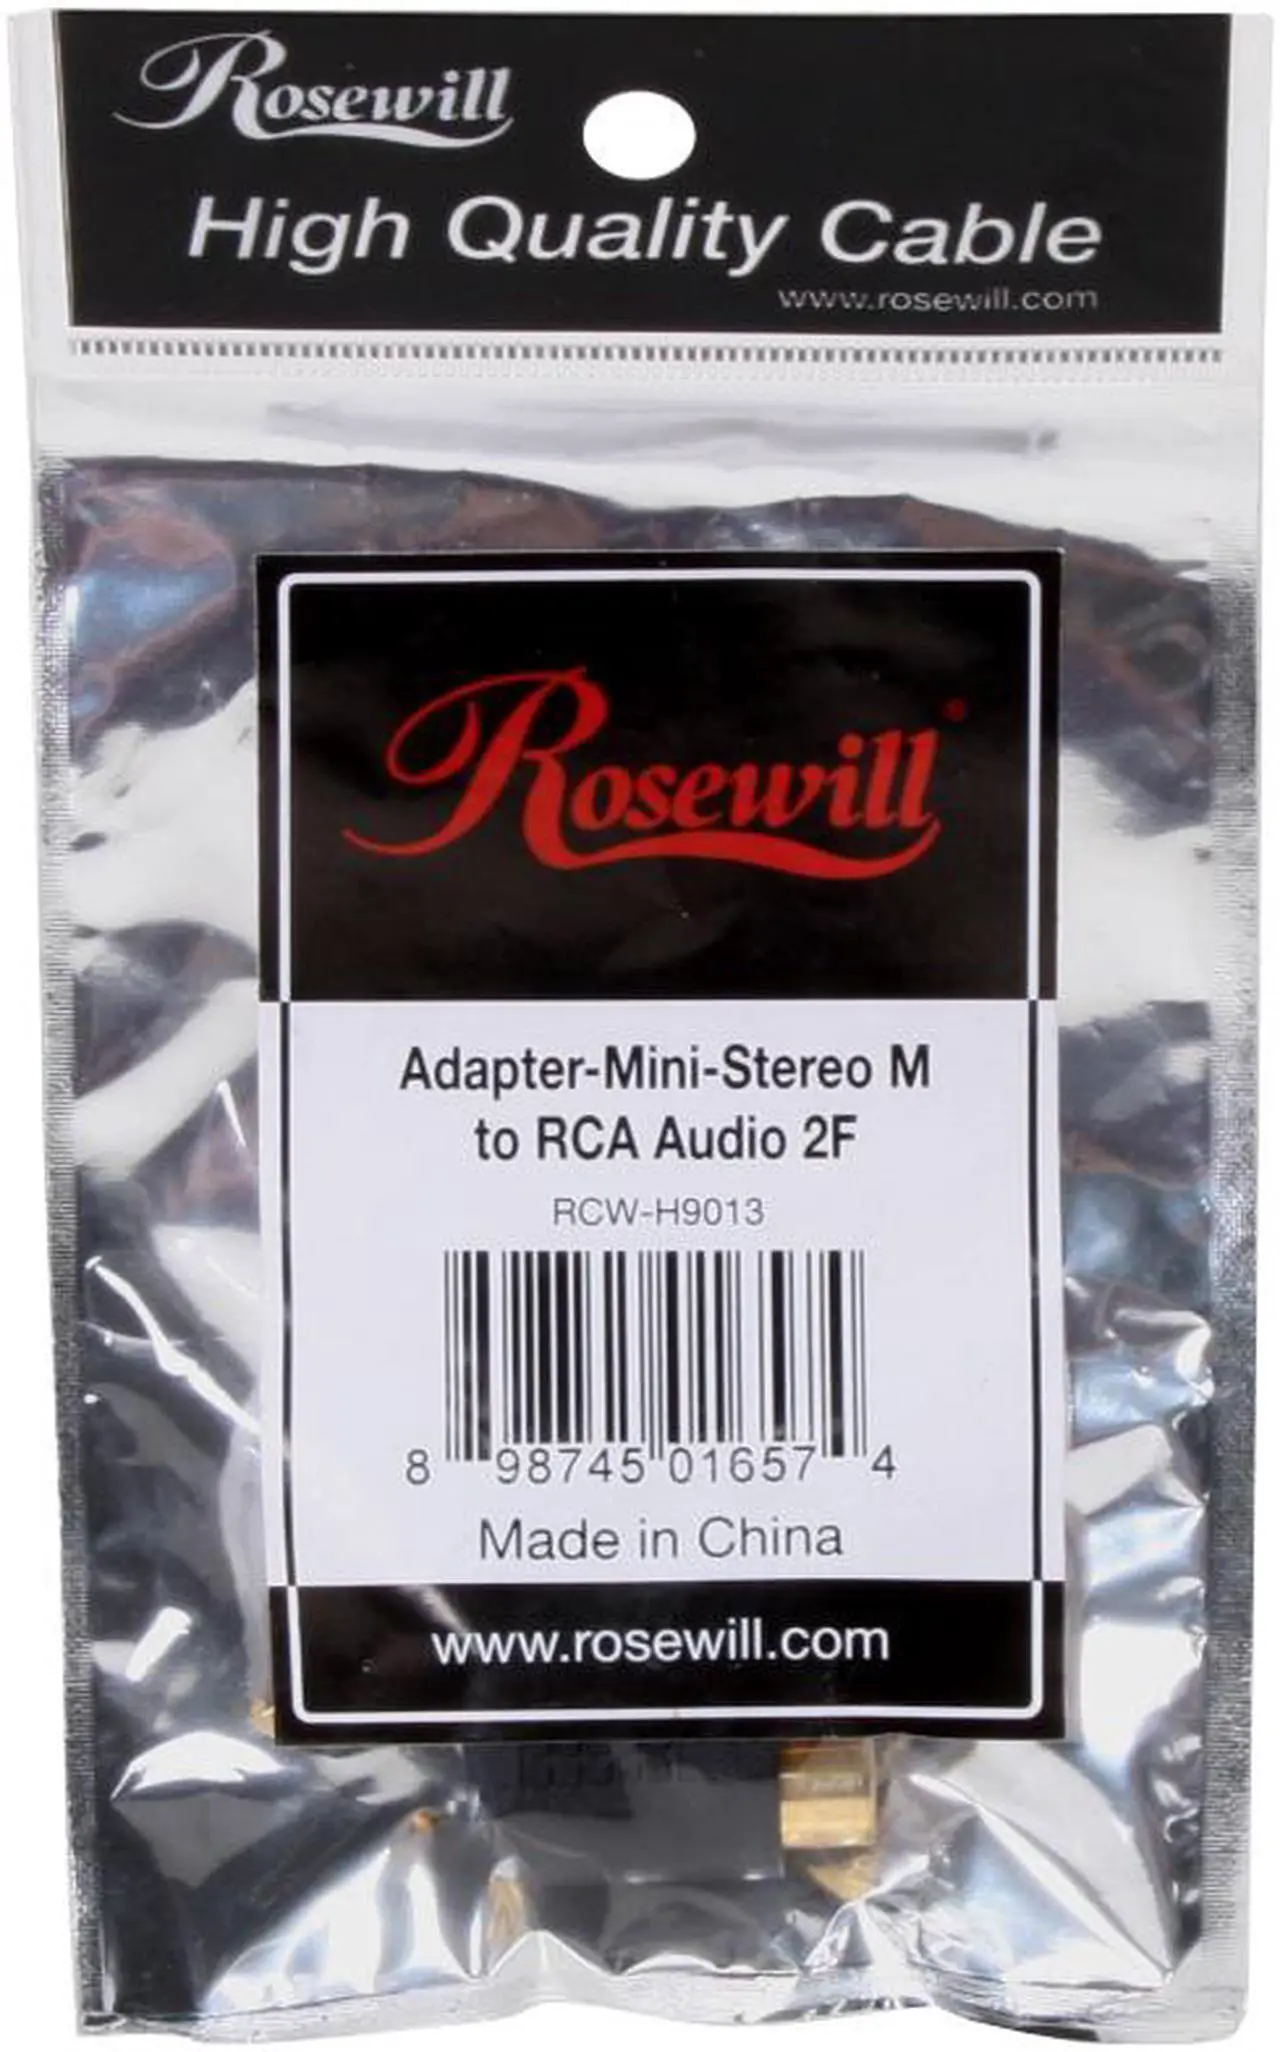 Rosewill
High Quality Cable
www.rosewill.com
Rosewill®
Adapter-Mini-Stereo M
to RCA Audio 2F
RCW-H9013
8 98745 01657 4
Made in China
www.rosewill.com